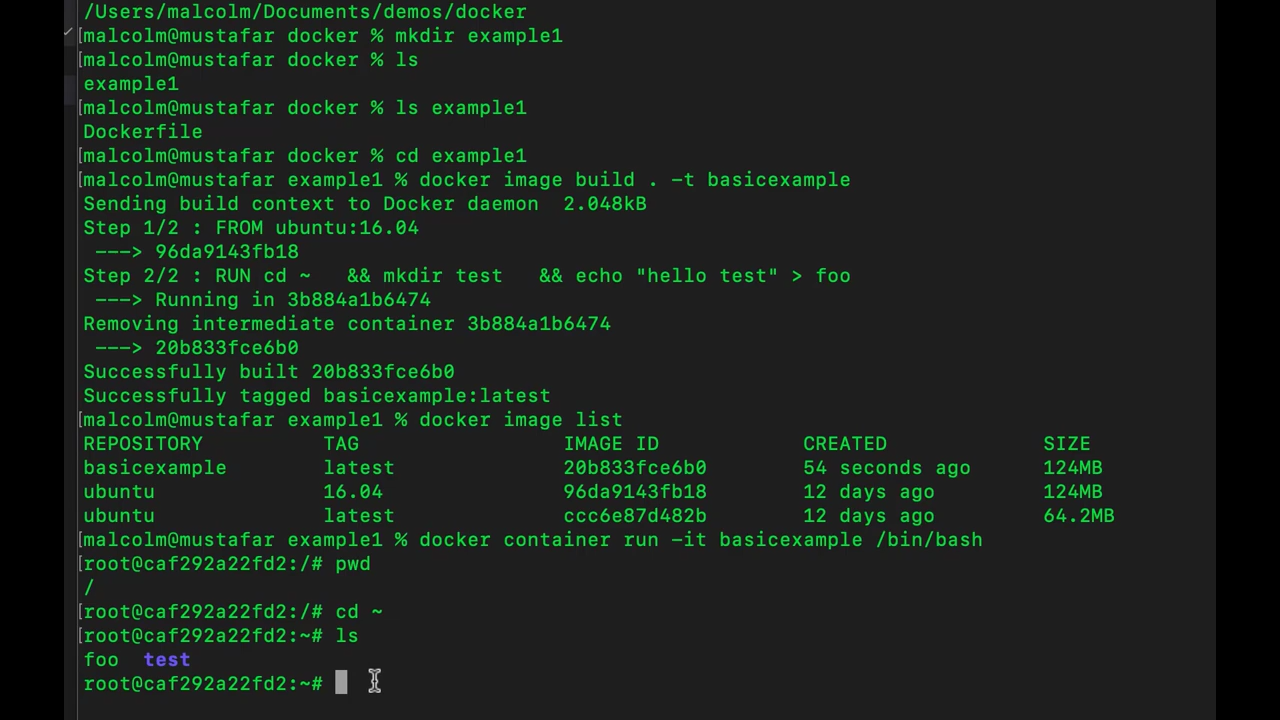 /Users/malcolm/Documents/demos/docker
[malcolm@mustafar docker % mkdir example1
[malcolm@mustafar docker % ls
example1
[malcolm@mustafar docker % ls example1
Dockerfile
[malcolm@mustafar docker % cd example1
[malcolm@mustafar example1 % docker image build . -t basicexample
Sending build context to Docker daemon  2.048kB
Step 1/2 : FROM ubuntu:16.04
 ---> 96da9143fb18
Step 2/2 : RUN cd ~   && mkdir test   && echo "hello test" > foo
 ---> Running in 3b884a1b6474
Removing intermediate container 3b884a1b6474
 ---> 20b833fce6b0
Successfully built 20b833fce6b0
Successfully tagged basicexample:latest
[malcolm@mustafar example1 % docker image list
REPOSITORY          TAG                 IMAGE ID            CREATED             SIZE
basicexample        latest              20b833fce6b0        54 seconds ago      124MB
ubuntu              16.04               96da9143fb18        12 days ago         124MB
ubuntu              latest              ccc6e87d482b        12 days ago         64.2MB
[malcolm@mustafar example1 % docker container run -it basicexample /bin/bash
[root@caf292a22fd2:/# pwd
/
[root@caf292a22fd2:/# cd ~
[root@caf292a22fd2:~# ls
foo  test
root@caf292a22fd2:~#